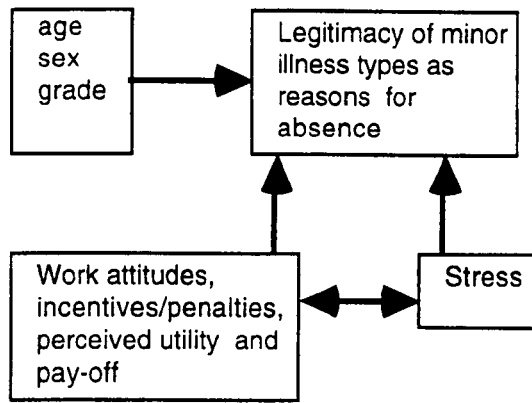 age
sex
grade
Legitimacy of minor
illness types as
reasons for
absence
Work attitudes,
incentives/penalties,
perceived utility and
pay-off
Stress